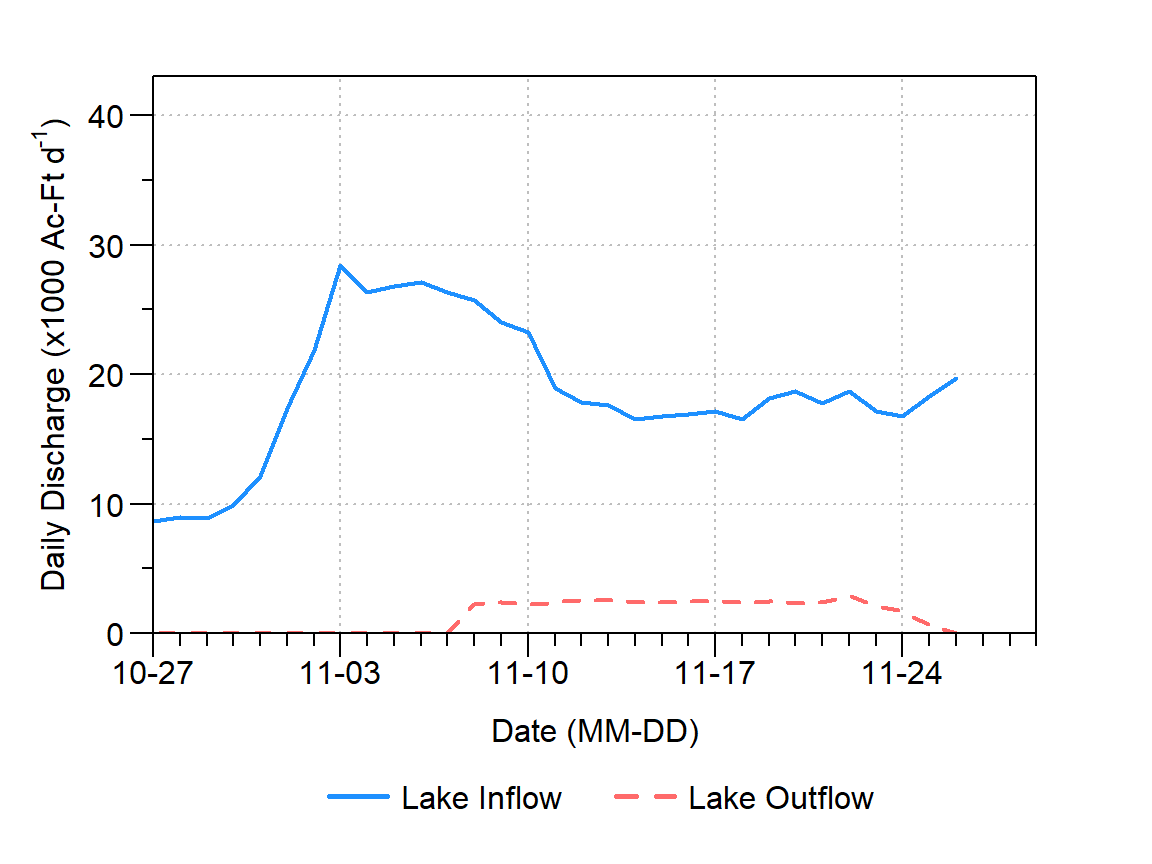 Daily Discharge (x1000 Ac-Ft d-1)
40
30
20
10
0
10-27 11-03 11-10 11-17 11-24
Date (MM-DD)
Lake Inflow Lake Outflow